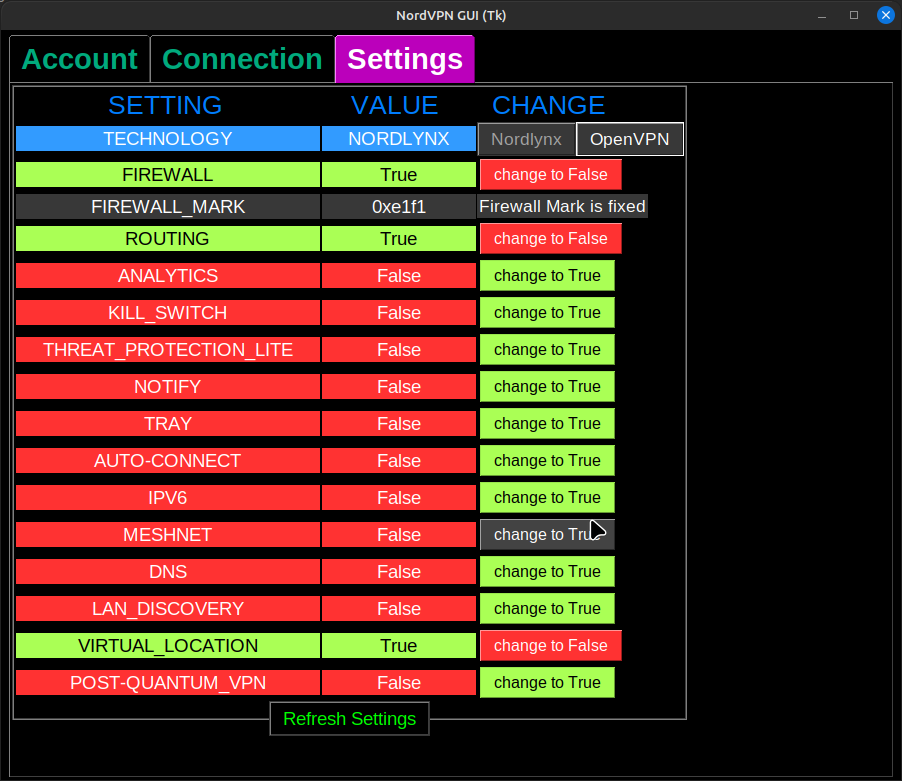 NordVPN GUI (Tk)
Account Connection Settings
SETTING VALUE CHANGE
TECHNOLOGY NORDLYNX Nordlynx OpenVPN
FIREWALL True change to False
FIREWALL_MARK 0xe1f1 Firewall Mark is fixed
ROUTING True change to False
ANALYTICS False change to True
KILL_SWITCH False change to True
THREAT_PROTECTION_LITE False change to True
NOTIFY False change to True
TRAY False change to True
AUTO-CONNECT False change to True
IPV6 False change to True
MESHNET False change to True
DNS False change to True
LAN_DISCOVERY False change to True
VIRTUAL_LOCATION True change to False
POST-QUANTUM_VPN False change to True
Refresh Settings